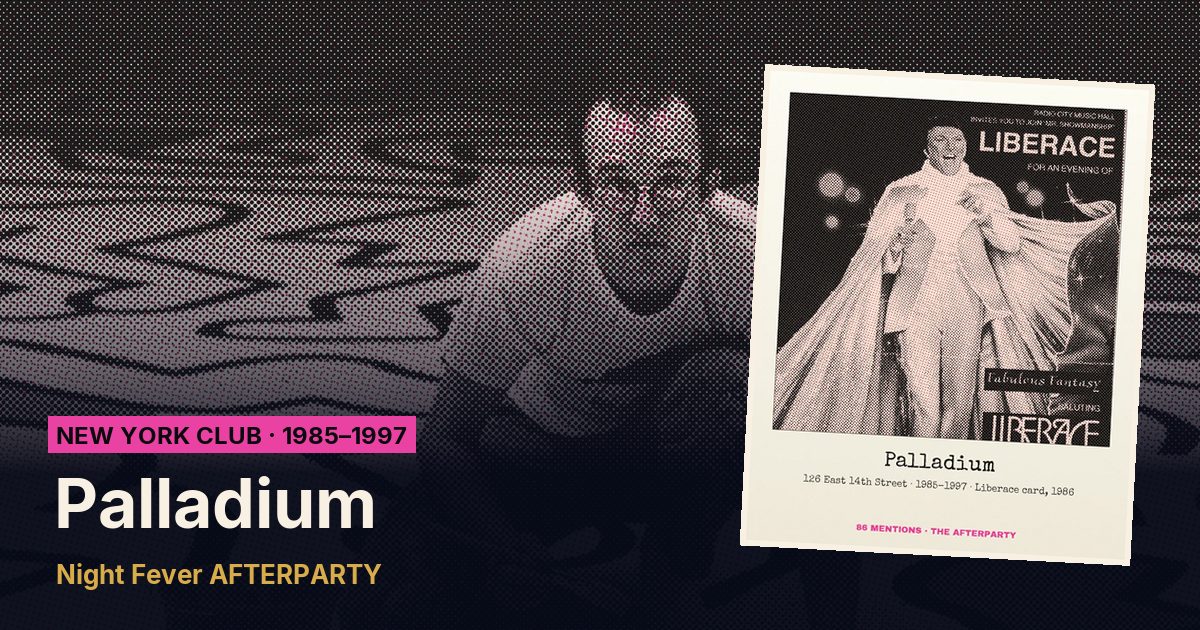 NEW YORK CLUB · 1985–1997
Palladium
Night Fever AFTERPARTY
RADIO CITY MUSIC HALL
INVITES YOU TO JOIN "MR. SHOWMANSHIP"
LIBERACE
FOR AN EVENING OF
Fabulous Fantasy
SALUTING
LIBERACE
Palladium
126 East 14th Street · 1985–1997 · Liberace card, 1986
86 MENTIONS · THE AFTERPARTY